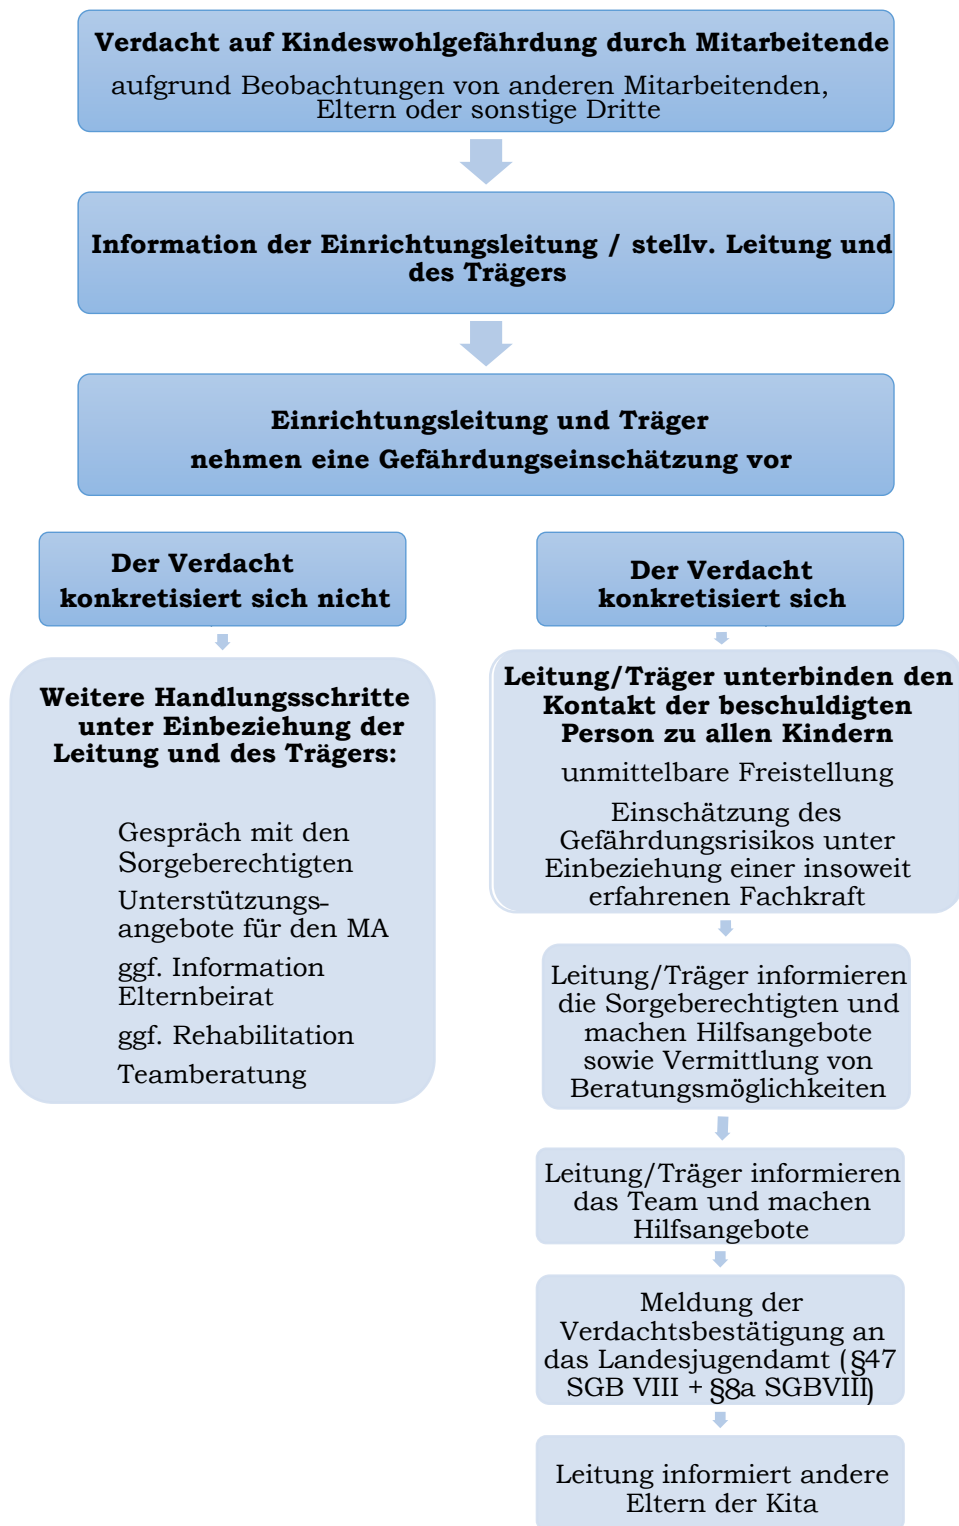 Verdacht auf Kindeswohlgefährdung durch Mitarbeitende
aufgrund Beobachtungen von anderen Mitarbeitenden,
Eltern oder sonstige Dritte
Information der Einrichtungsleitung / stellv. Leitung und
des Trägers
Einrichtungsleitung und Träger
nehmen eine Gefährdungseinschätzung vor
Der Verdacht
konkretisiert sich nicht
Weitere Handlungsschritte
unter Einbeziehung der
Leitung und des Trägers:
Gespräch mit den
Sorgeberechtigten
Unterstützungs-
angebote für den MA
ggf. Information
Elternbeirat
ggf. Rehabilitation
Teamberatung
Der Verdacht
konkretisiert sich
Leitung/Träger unterbinden den
Kontakt der beschuldigten
Person zu allen Kindern
unmittelbare Freistellung
Einschätzung des
Gefährdungsrisikos unter
Einbeziehung einer insoweit
erfahrenen Fachkraft
Leitung/Träger informieren
die Sorgeberechtigten und
machen Hilfsangebote
sowie Vermittlung von
Beratungsmöglichkeiten
Leitung/Träger informieren
das Team und machen
Hilfsangebote
Meldung der
Verdachtsbestätigung an
das Landesjugendamt (§47
SGB VIII + §8a SGBVIII)
Leitung informiert andere
Eltern der Kita